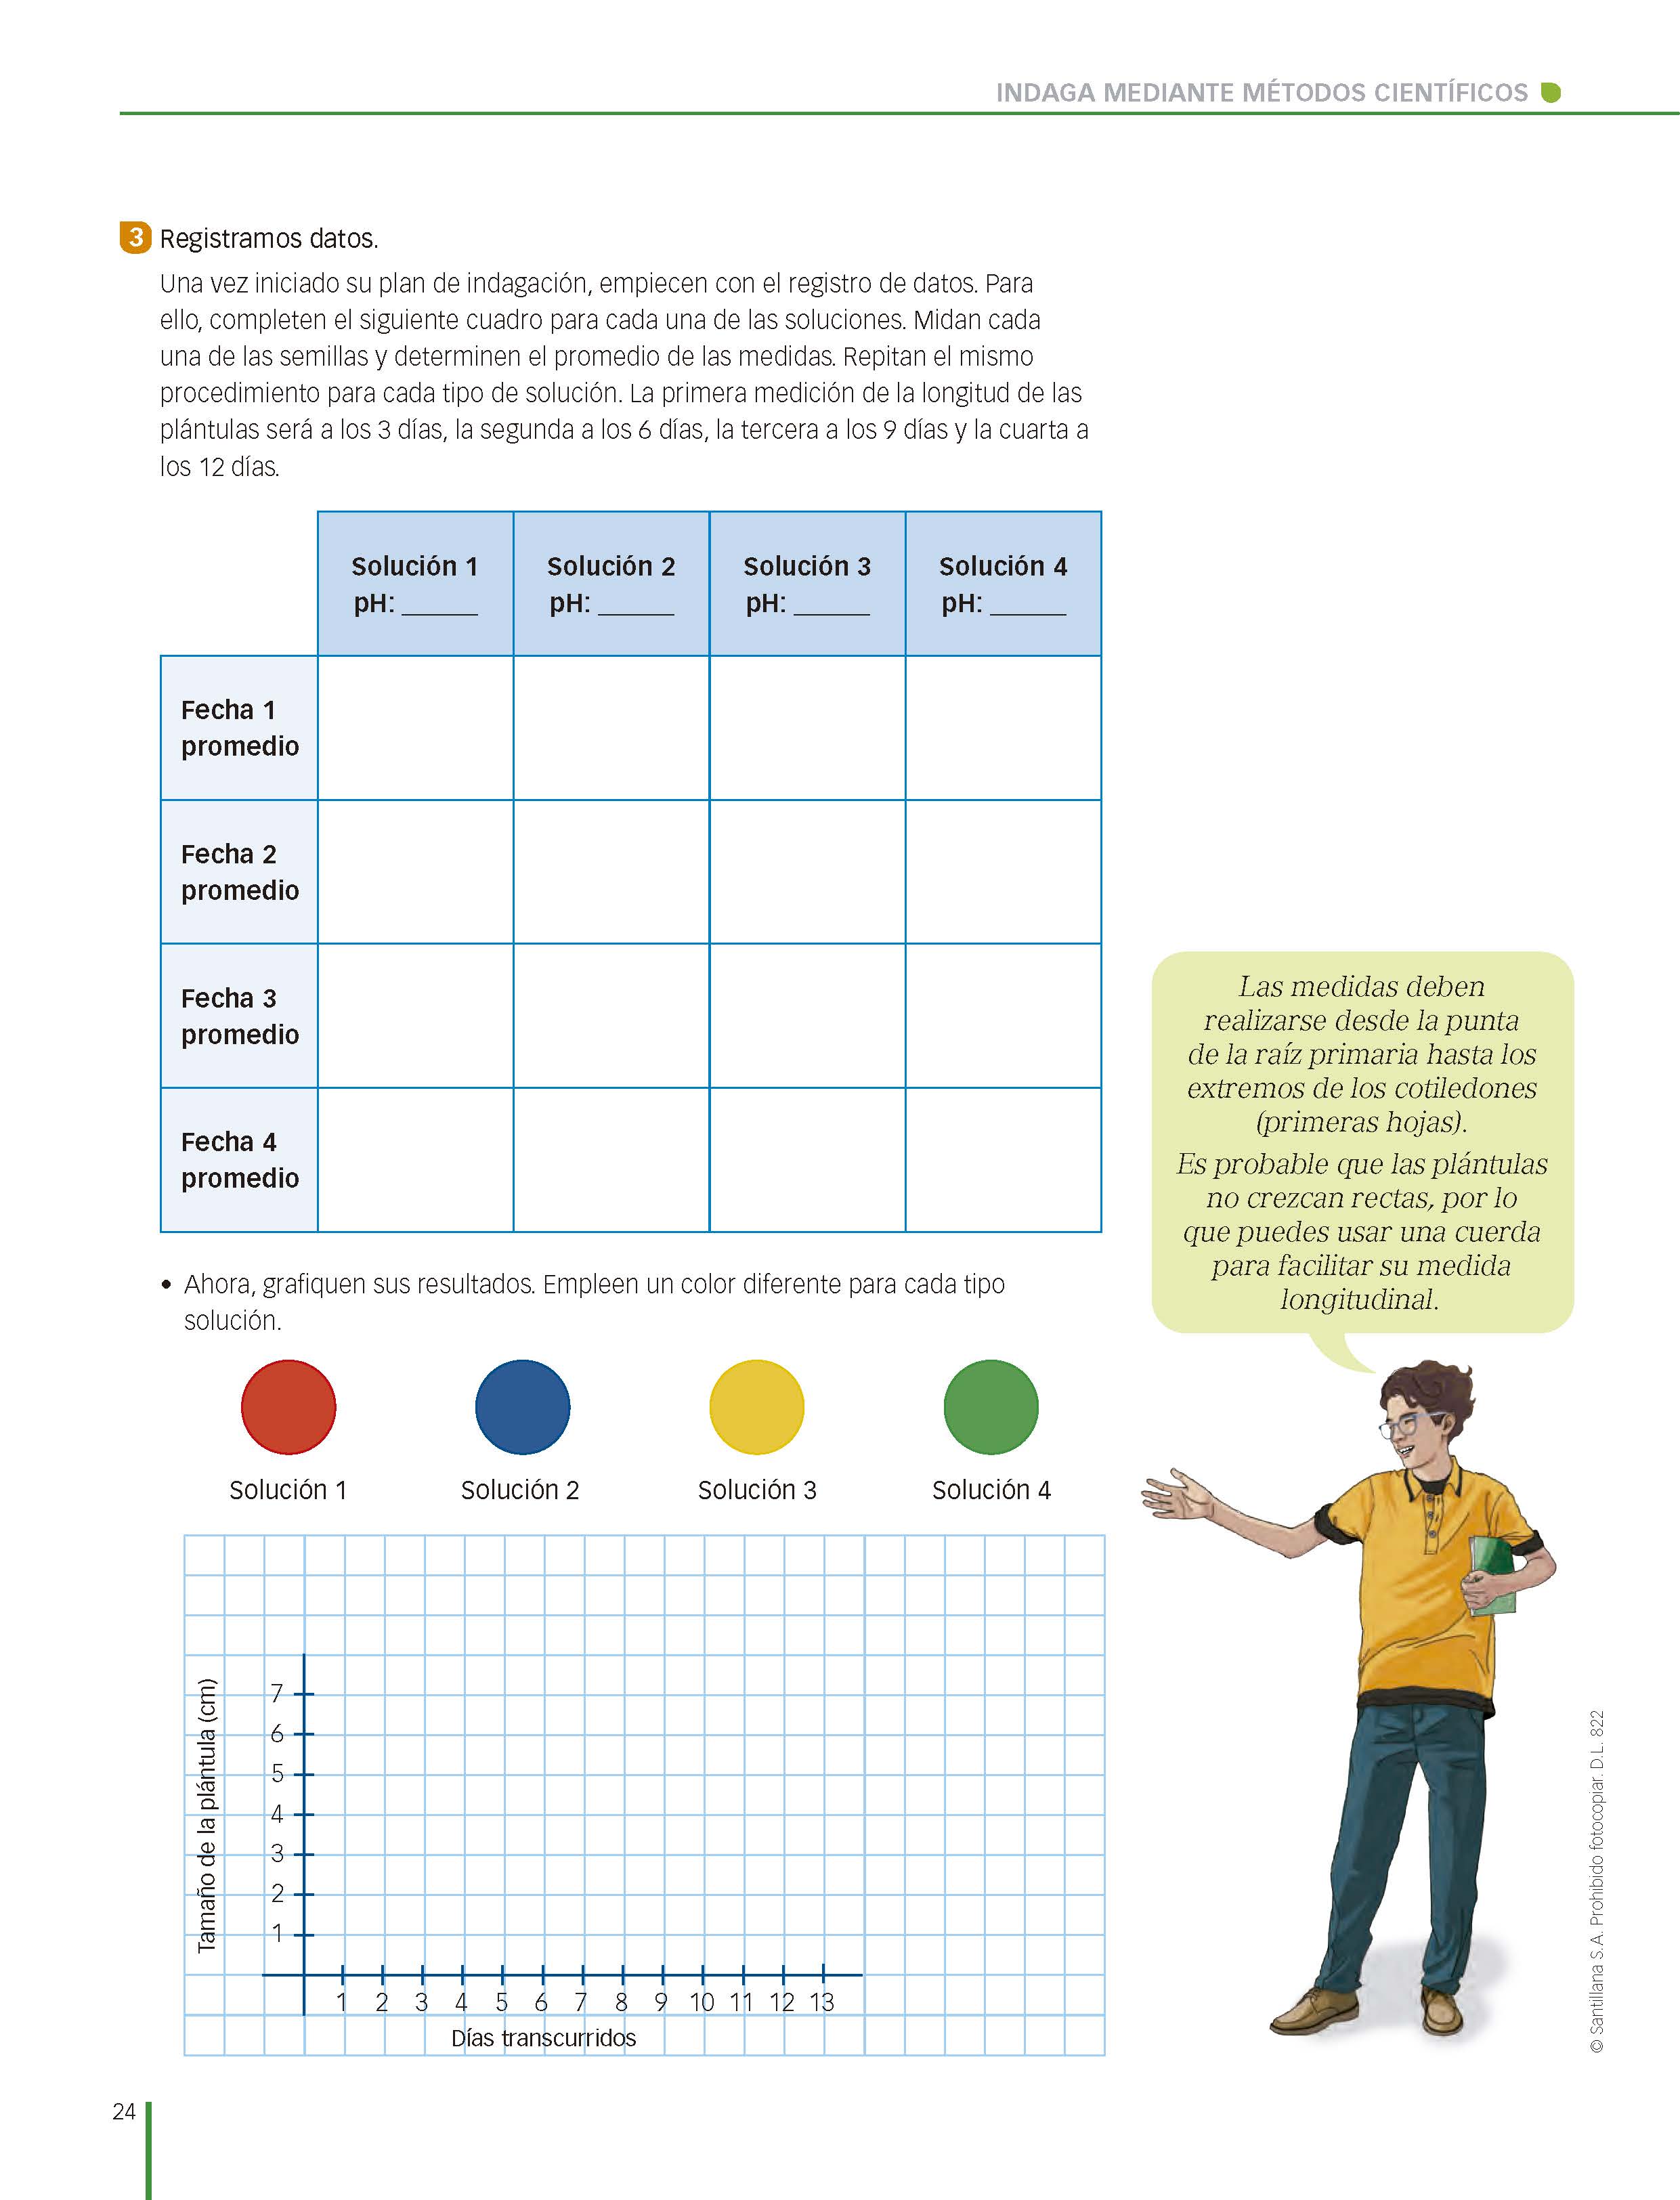 INDAGA MEDIANTE MÉTODOS CIENTÍFICOS
3 Registramos datos.
Una vez iniciado su plan de indagación, empiecen con el registro de datos. Para
ello, completen el siguiente cuadro para cada una de las soluciones. Midan cada
una de las semillas y determinen el promedio de las medidas. Repitan el mismo
procedimiento para cada tipo de solución. La primera medición de la longitud de las
plántulas será a los 3 días, la segunda a los 6 días, la tercera a los 9 días y la cuarta a
los 12 días.
Solución 1 Solución 2 Solución 3 Solución 4
pH: ______ pH: ______ pH: ______ pH: ______
Fecha 1
promedio
Fecha 2
promedio
Fecha 3
promedio
Fecha 4
promedio
Las medidas deben
realizarse desde la punta
de la raíz primaria hasta los
extremos de los cotiledones
(primeras hojas).
Es probable que las plántulas
no crezcan rectas, por lo
que puedes usar una cuerda
para facilitar su medida
longitudinal.
• Ahora, grafiquen sus resultados. Empleen un color diferente para cada tipo
solución.
Solución 1 Solución 2 Solución 3 Solución 4
Tamaño de la plántula (cm)
7
6
5
4
3
2
1
1 2 3 4 5 6 7 8 9 10 11 12 13
Días transcurridos
© Santillana S.A. Prohibido fotocopiar. D.L. 822
24